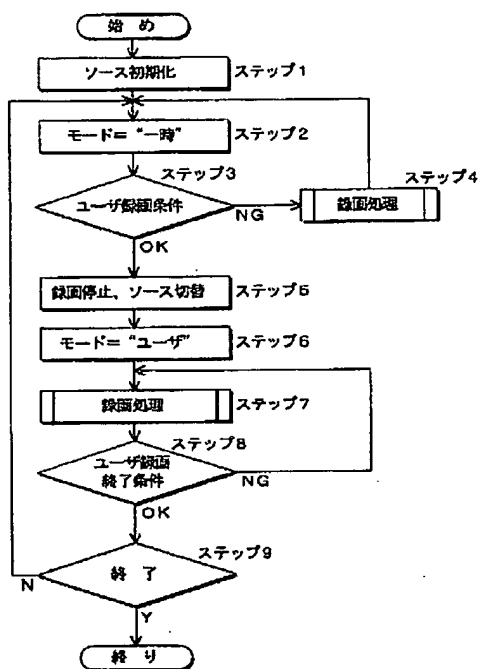 始め
ソース初期化 ステップ1
モード=“一時” ステップ2
ステップ3
ユーザ録画条件
NG
ステップ4
録画処理
OK
録画停止、ソース切替 ステップ5
モード=“ユーザ” ステップ6
録画処理 ステップ7
ステップ8
ユーザ録画
終了条件
NG
OK
ステップ9
終了
N
Y
終り